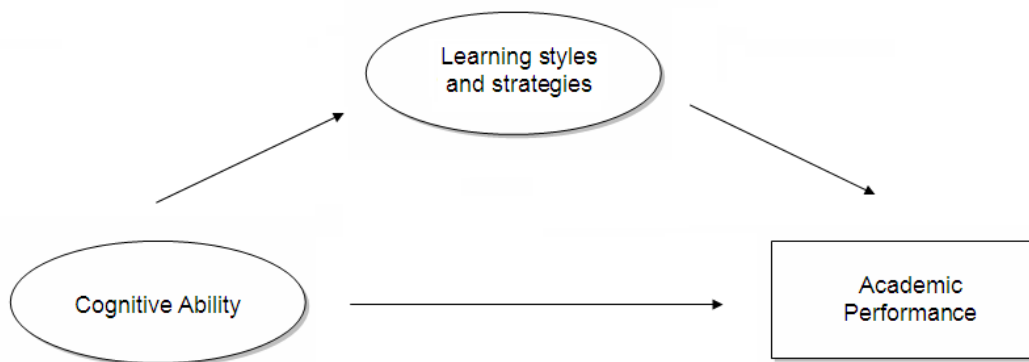 Learning styles
and strategies
Cognitive Ability
Academic
Performance